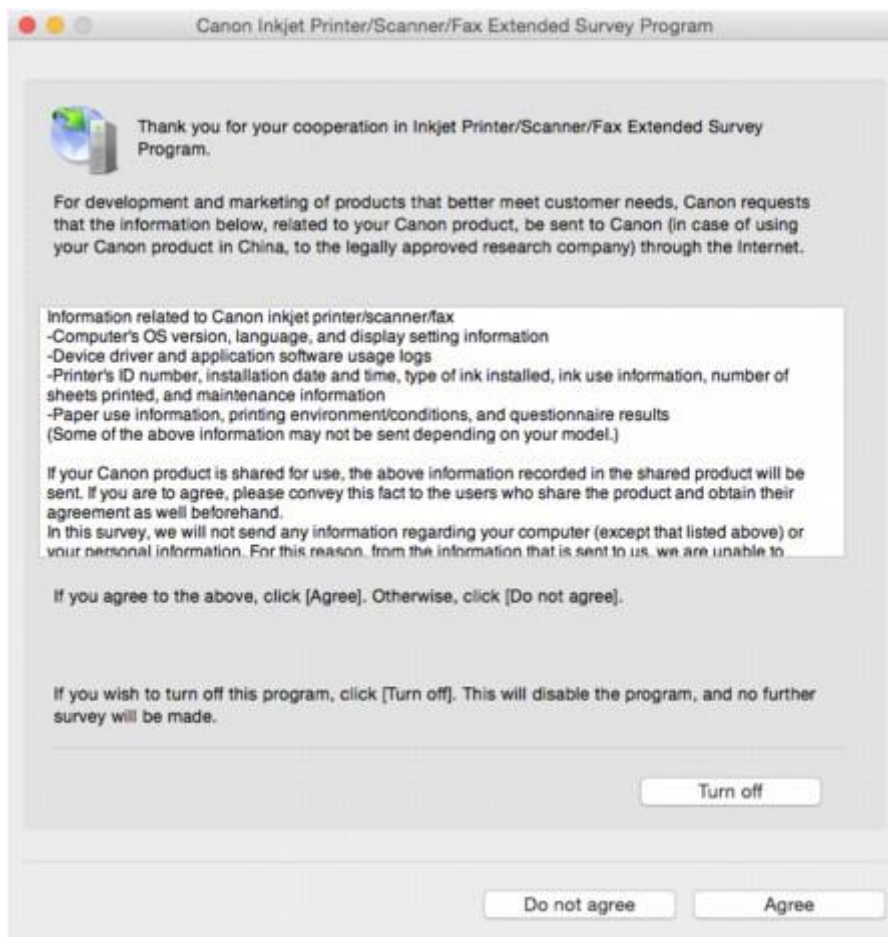 Canon Inkjet Printer/Scanner/Fax Extended Survey Program
Thank you for your cooperation in Inkjet Printer/Scanner/Fax Extended Survey
Program.
For development and marketing of products that better meet customer needs, Canon requests
that the information below, related to your Canon product, be sent to Canon (in case of using
your Canon product in China, to the legally approved research company) through the Internet.
Information related to Canon inkjet printer/scanner/fax
-Computer's OS version, language, and display setting information
-Device driver and application software usage logs
-Printer's ID number, installation date and time, type of ink installed, ink use information, number of
sheets printed, and maintenance information
-Paper use information, printing environment/conditions, and questionnaire results
(Some of the above information may not be sent depending on your model.)
If your Canon product is shared for use, the above information recorded in the shared product will be
sent. If you are to agree, please convey this fact to the users who share the product and obtain their
agreement as well beforehand.
In this survey, we will not send any information regarding your computer (except that listed above) or
your personal information. For this reason, from the information that is sent to us, we are unable to
If you agree to the above, click [Agree]. Otherwise, click [Do not agree].
If you wish to turn off this program, click [Turn off]. This will disable the program, and no further
survey will be made.
Turn off
Do not agree
Agree